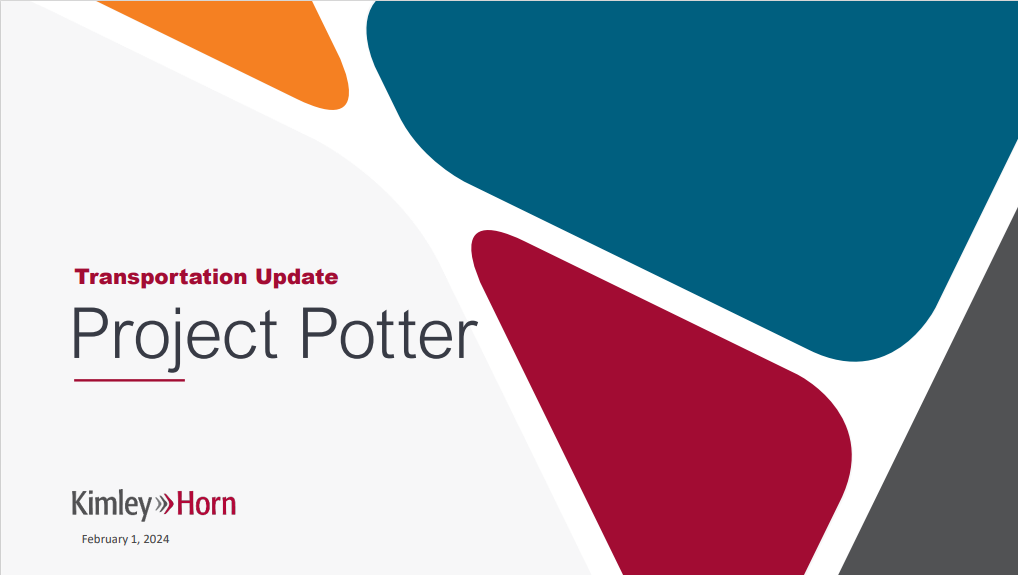 Transportation Update
Project Potter
Kimley»Horn
February 1, 2024